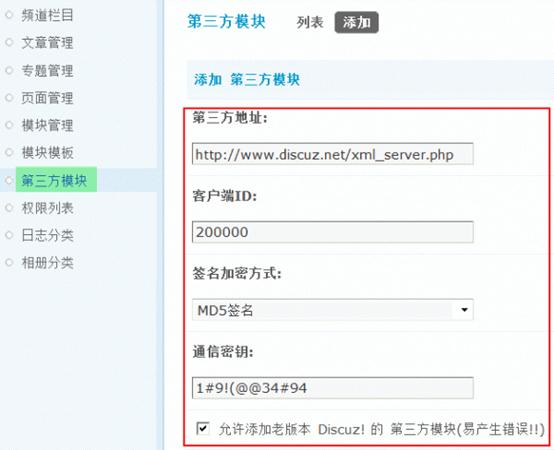 频道栏目
文章管理
专题管理
页面管理
模块管理
模块模板
第三方模块
权限列表
日志分类
相册分类
第三方模块 列表 添加
添加 第三方模块
第三方地址:
http://www.discuz.net/xml_server.php
客户端ID:
200000
签名加密方式:
MD5签名
通信密钥:
1#9!(@@34#94
允许添加老版本 Discuz! 的 第三方模块(易产生错误!!)